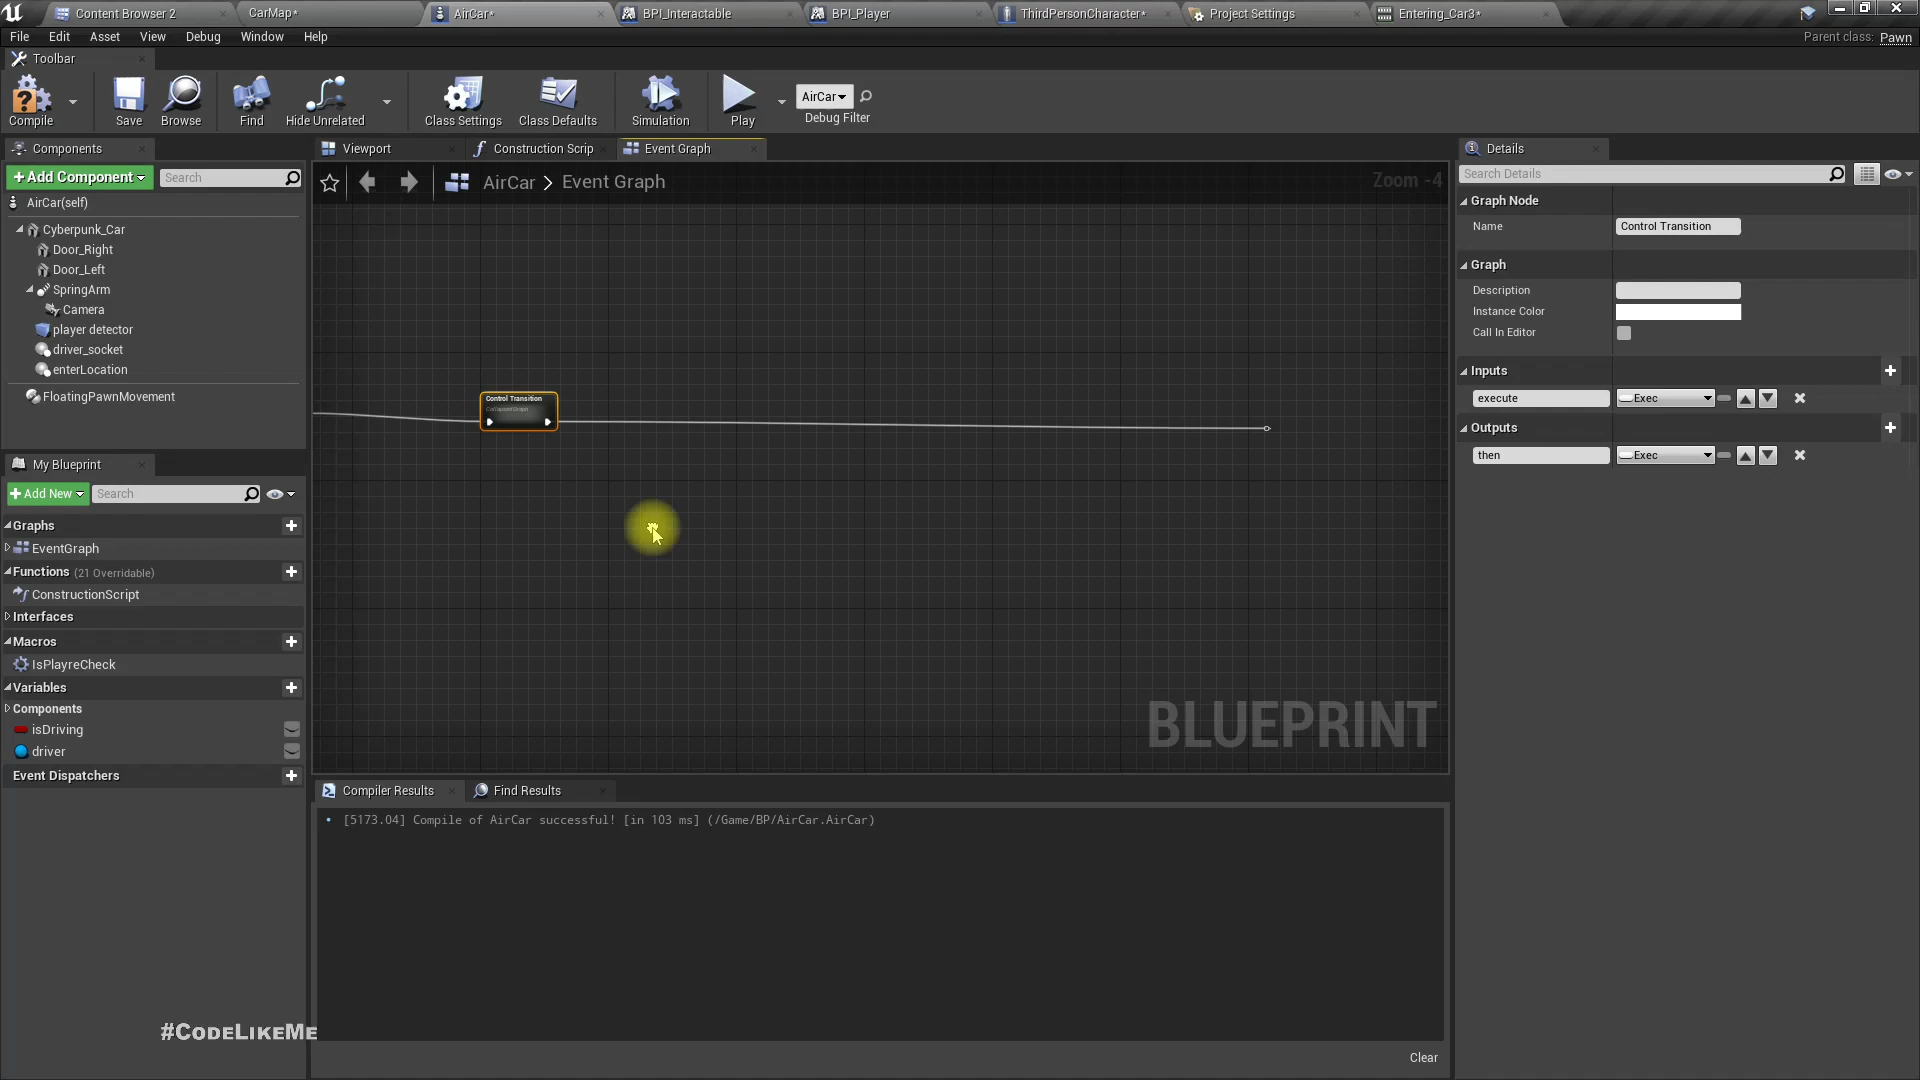 Content Browser 2
CarMap*
AirCar*
BPI_Interactable
BPI_Player
ThirdPersonCharacter*
Project Settings
Entering_Car3*
File
Edit
Asset
View
Debug
Window
Help
Parent class: Pawn
Toolbar
Compile
Save
Browse
Find
Hide Unrelated
Class Settings
Class Defaults
Simulation
Play
AirCar
Debug Filter
Components
Viewport
Construction Scrip
Event Graph
Details
+Add Component
Search
AirCar > Event Graph
Zoom -4
Search Details
AirCar(self)
Cyberpunk_Car
Door_Right
Door_Left
SpringArm
Camera
player detector
driver_socket
enterLocation
FloatingPawnMovement
Graph Node
Name
Control Transition
Graph
Description
Instance Color
Call In Editor
Inputs
execute
Exec
Outputs
then
Exec
Control Transition
My Blueprint
+Add New
Search
Graphs
EventGraph
Functions (21 Overridable)
ConstructionScript
Interfaces
Macros
IsPlayreCheck
Variables
Components
isDriving
driver
Event Dispatchers
BLUEPRINT
Compiler Results
Find Results
[5173.04] Compile of AirCar successful! [in 103 ms] (/Game/BP/AirCar.AirCar)
#CodeLikeMe
Clear